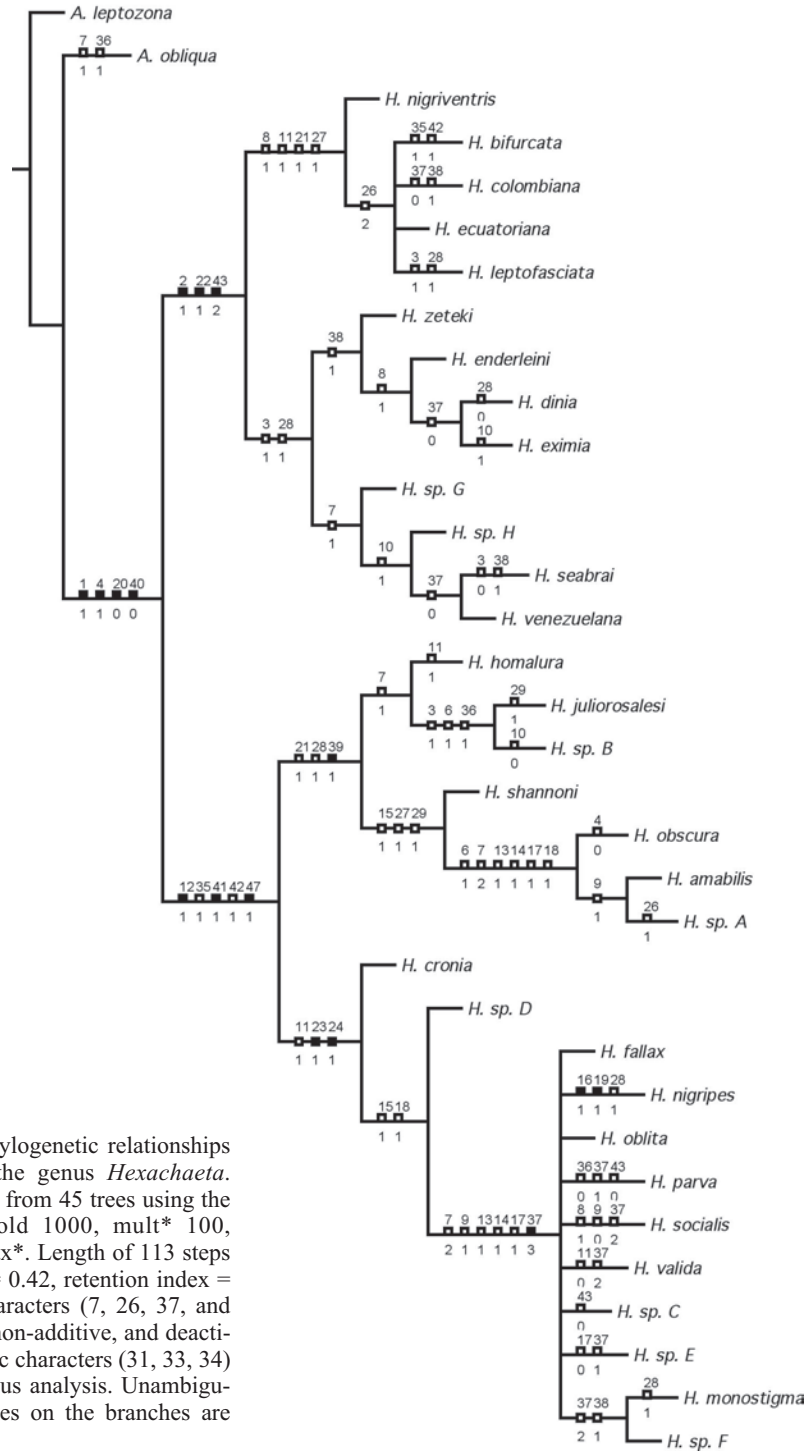 A. leptozona
7 36
A. obliqua
1 1
H. nigriventris
8 11 21 27
1 1 1 1
35 42
H. bifurcata
1 1
37 38
H. colombiana
0 1
26
2
H. ecuatoriana
3 28
H. leptofasciata
1 1
2 22 43
1 1 2
H. zeteki
38
1
H. enderleini
8
1
28
H. dinia
0
37
0
10
H. eximia
1
3 28
1 1
H. sp. G
7
1
H. sp. H
10
1
3 38
H. seabrai
0 1
37
0
H. venezuelana
1 4 20 40
1 1 0 0
11
H. homalura
1
7
1
29
H. juliorosalesi
1
3 6 36
1 1 1
10
H. sp. B
0
21 28 39
1 1 1
H. shannoni
15 27 29
1 1 1
4
H. obscura
0
6 7 13 14 17 18
1 2 1 1 1 1
H. amabilis
9
1
26
H. sp. A
1
12 35 41 42 47
1 1 1 1 1
H. cronia
11 23 24
1 1 1
H. sp. D
15 18
1 1
H. fallax
16 19 28
H. nigripes
1 1 1
H. oblita
36 37 43
H. parva
0 1 0
8 9 37
H. socialis
1 0 2
7 9 13 14 17 37
2 1 1 1 1 3
11 37
H. valida
0 2
43
H. sp. C
0
17 37
H. sp. E
0 1
28
H. monostigma
1
37 38
2 1
H. sp. F
ylogenetic relationships
the genus Hexachaeta.
from 45 trees using the
old 1000, mult* 100,
x*. Length of 113 steps
= 0.42, retention index =
aracters (7, 26, 37, and
non-additive, and deacti-
ic characters (31, 33, 34)
us analysis. Unambigu-
es on the branches are